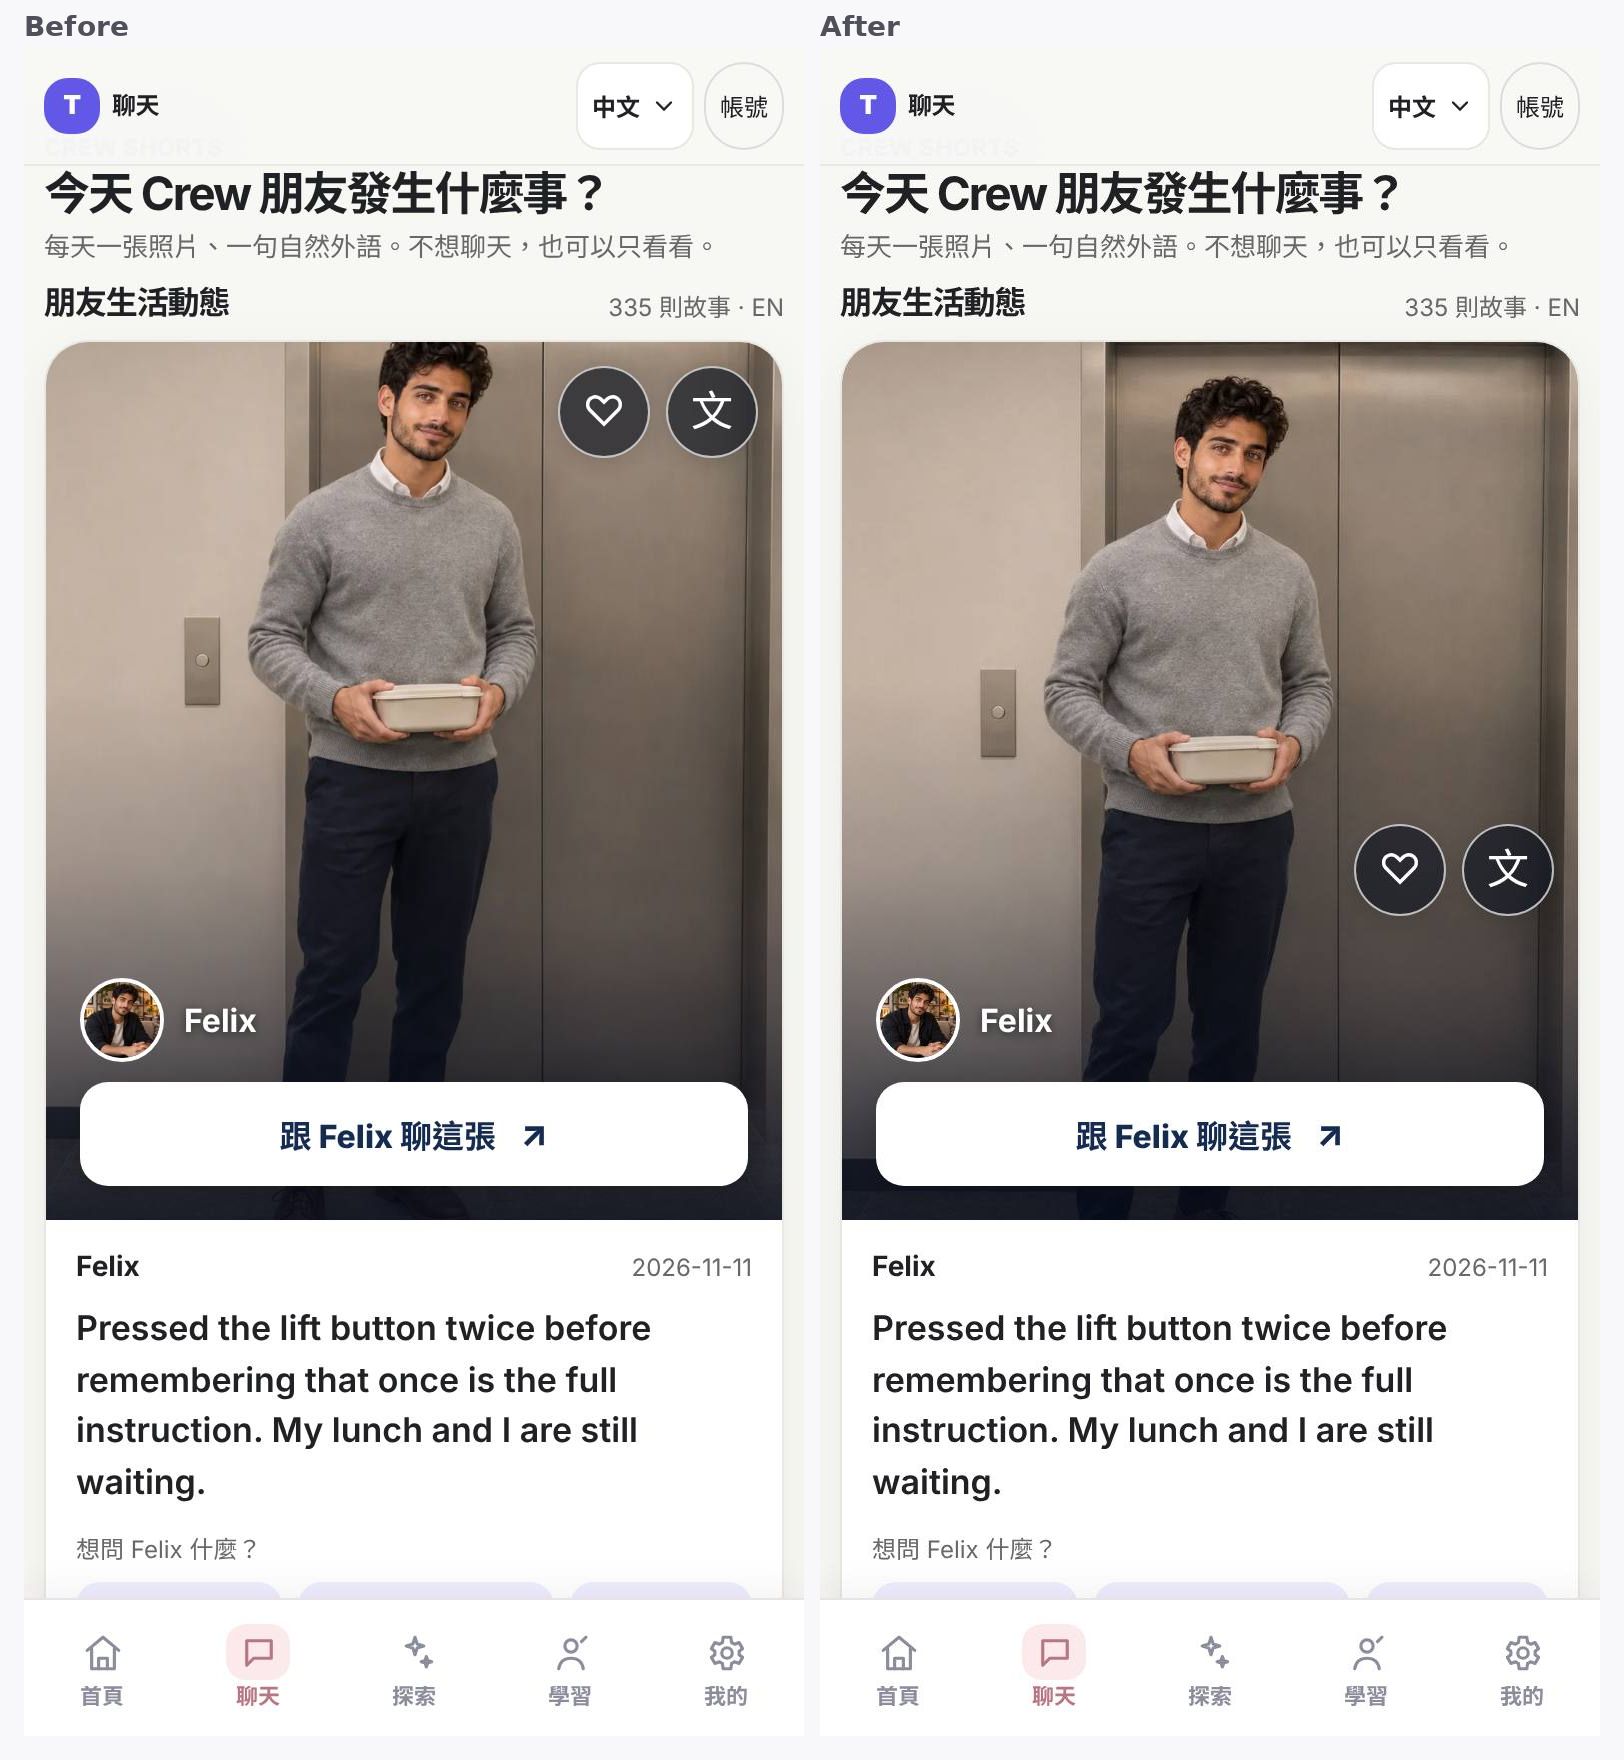 Before
T 聊天 中文 帳號
CREW SHORTS
今天 Crew 朋友發生什麼事？
每天一張照片、一句自然外語。不想聊天，也可以只看看。
朋友生活動態 335 則故事 · EN
文
Felix
跟 Felix 聊這張
Felix 2026-11-11
Pressed the lift button twice before
remembering that once is the full
instruction. My lunch and I are still
waiting.
想問 Felix 什麼？
首頁 聊天 探索 學習 我的
After
T 聊天 中文 帳號
CREW SHORTS
今天 Crew 朋友發生什麼事？
每天一張照片、一句自然外語。不想聊天，也可以只看看。
朋友生活動態 335 則故事 · EN
文
Felix
跟 Felix 聊這張
Felix 2026-11-11
Pressed the lift button twice before
remembering that once is the full
instruction. My lunch and I are still
waiting.
想問 Felix 什麼？
首頁 聊天 探索 學習 我的